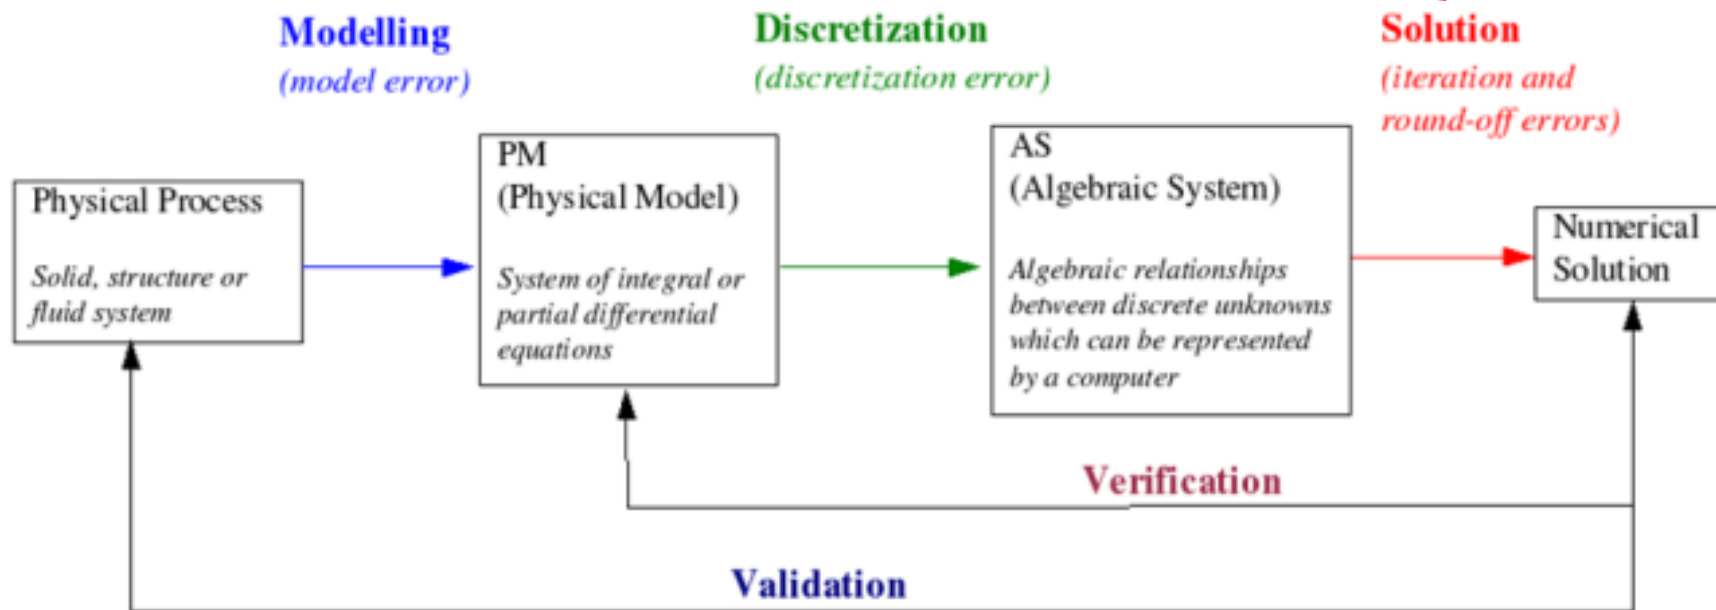 Modelling
(model error)
Discretization
(discretization error)
Solution
(iteration and
round-off errors)
Physical Process
Solid, structure or
fluid system
PM
(Physical Model)
System of integral or
partial differential
equations
AS
(Algebraic System)
Algebraic relationships
between discrete unknowns
which can be represented
by a computer
Numerical
Solution
Verification
Validation